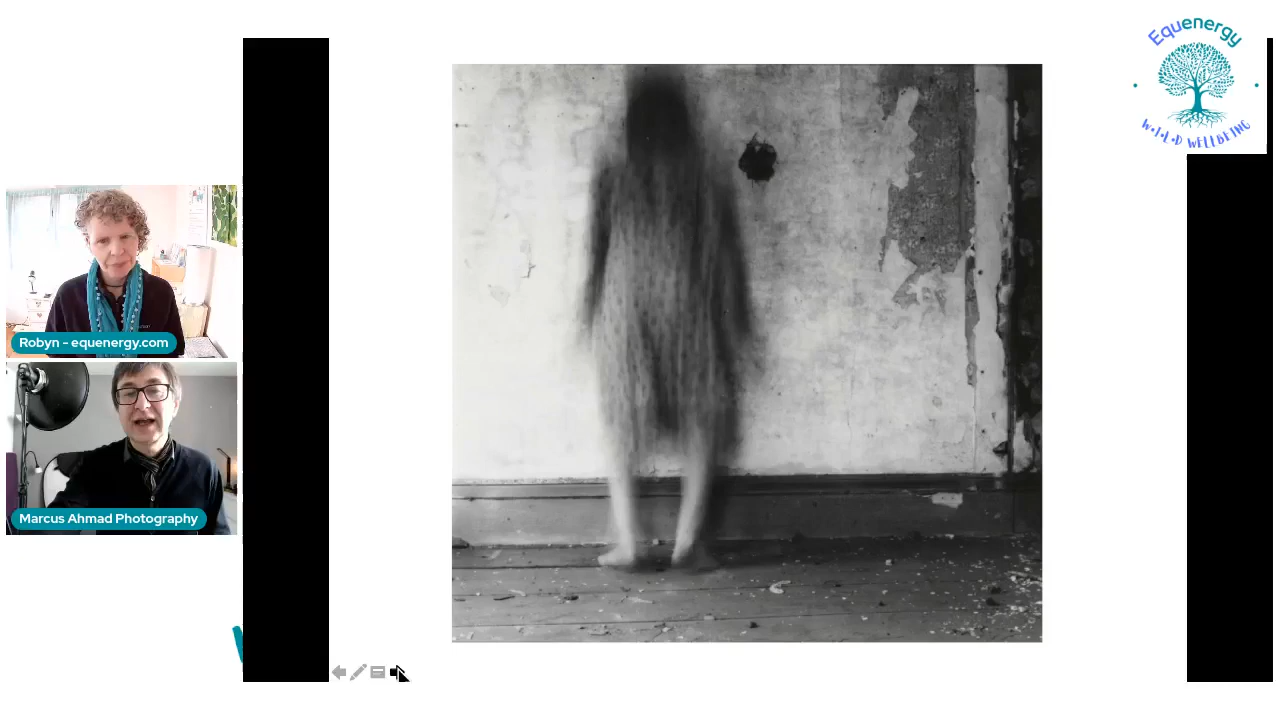 Equenergy
W•I•L•D WELLBEING
Robyn - equenergy.com
Marcus Ahmad Photography